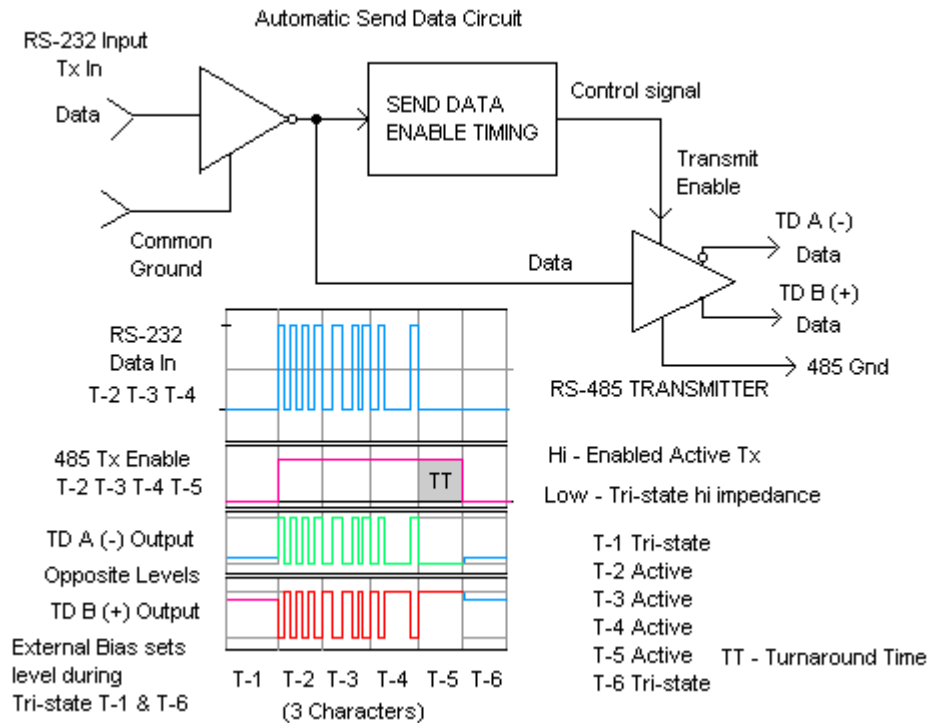 Automatic Send Data Circuit
RS-232 Input
Tx In
Data
SEND DATA
ENABLE TIMING
Control signal
Transmit
Enable
Common
Ground
Data
TD A (-)
Data
TD B (+)
Data
485 Gnd
RS-485 TRANSMITTER
RS-232
Data In
T-2 T-3 T-4
485 Tx Enable
T-2 T-3 T-4 T-5
TT
Hi - Enabled Active Tx
Low - Tri-state hi impedance
TD A (-) Output
Opposite Levels
TD B (+) Output
External Bias sets
level during
Tri-state T-1 & T-6
T-1 T-2 T-3 T-4 T-5 T-6
(3 Characters)
T-1 Tri-state
T-2 Active
T-3 Active
T-4 Active
T-5 Active
TT - Turnaround Time
T-6 Tri-state